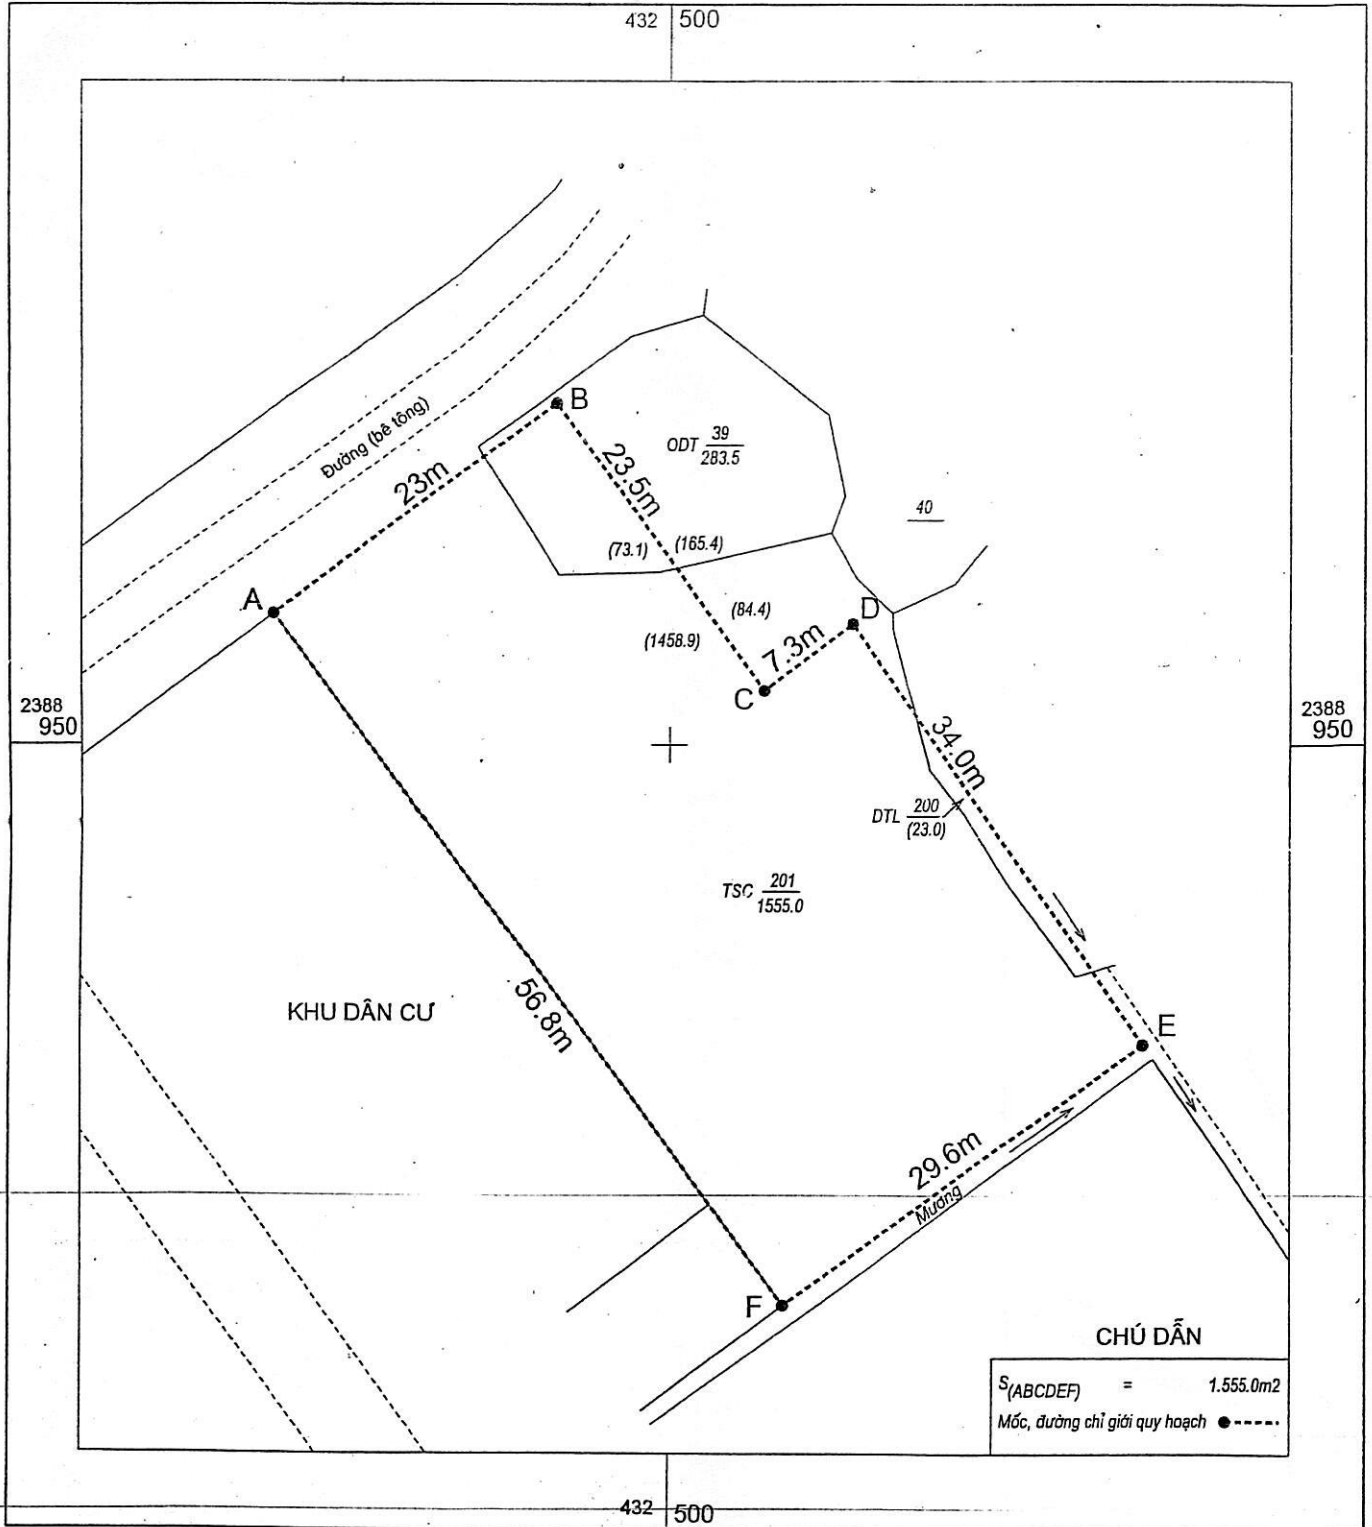 432 500
Đường (bê tông)
B
23m
23.5m
ODT 39
283.5
40
(73.1) (165.4)
A
(84.4)
D
(1458.9)
7.3m
C
2388
950
2388
950
34.0m
DTL 200
(23.0)
TSC 201
1555.0
KHU DÂN CƯ
56.8m
E
29.6m
Mương
F
CHÚ DẪN
S(ABCDEF) = 1.555.0m2
Mốc, đường chỉ giới quy hoạch
432 500